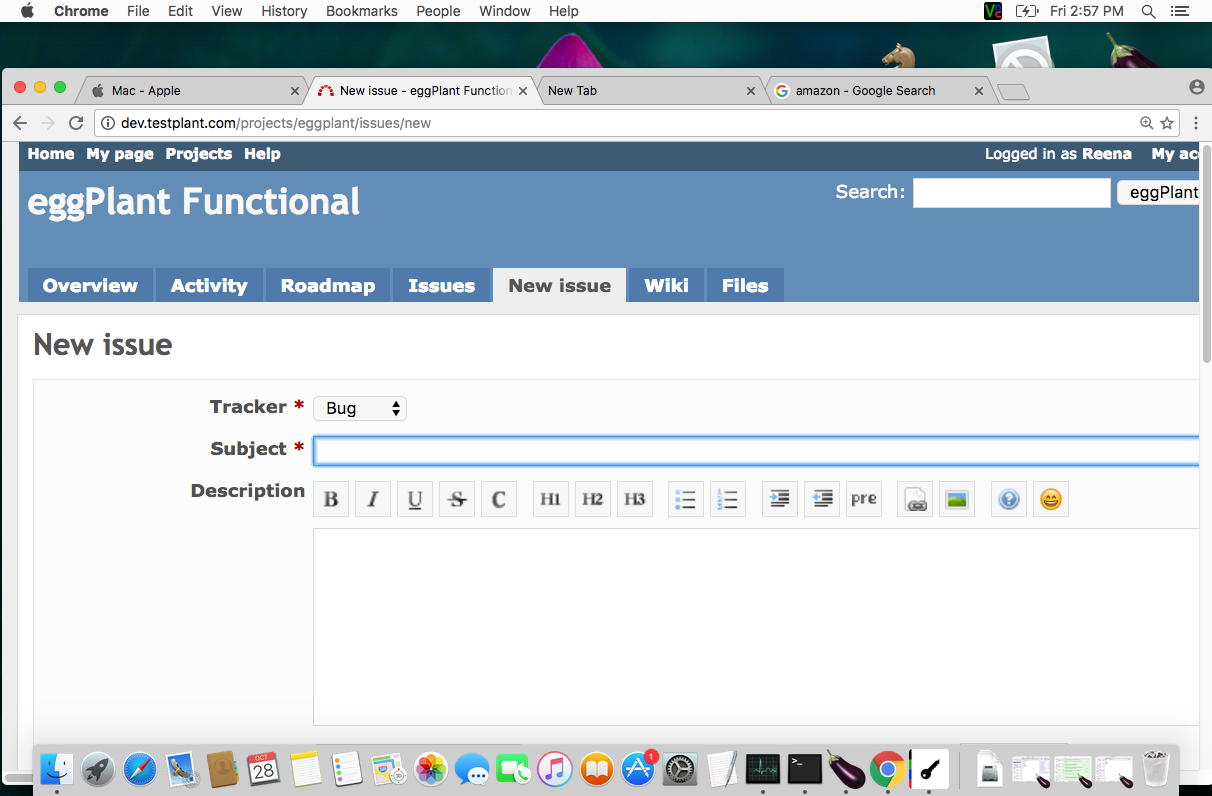 Chrome File Edit View History Bookmarks People Window Help Fri 2:57 PM
Mac - Apple New issue - eggPlant Function New Tab amazon - Google Search
dev.testplant.com/projects/eggplant/issues/new
Home My page Projects Help Logged in as Reena My acc
eggPlant Functional Search: eggPlant
Overview Activity Roadmap Issues New issue Wiki Files
New issue
Tracker * Bug
Subject *
Description B I U S C H1 H2 H3 pre
OCT
28
1